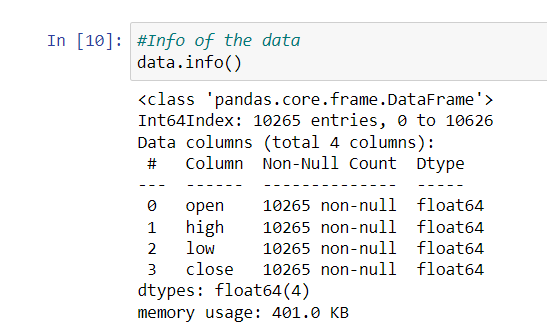 In [10]: #Info of the data
data.info()
<class 'pandas.core.frame.DataFrame'>
Int64Index: 10265 entries, 0 to 10626
Data columns (total 4 columns):
 #   Column  Non-Null Count  Dtype
---  ------  --------------  -----
 0   open    10265 non-null  float64
 1   high    10265 non-null  float64
 2   low     10265 non-null  float64
 3   close   10265 non-null  float64
dtypes: float64(4)
memory usage: 401.0 KB